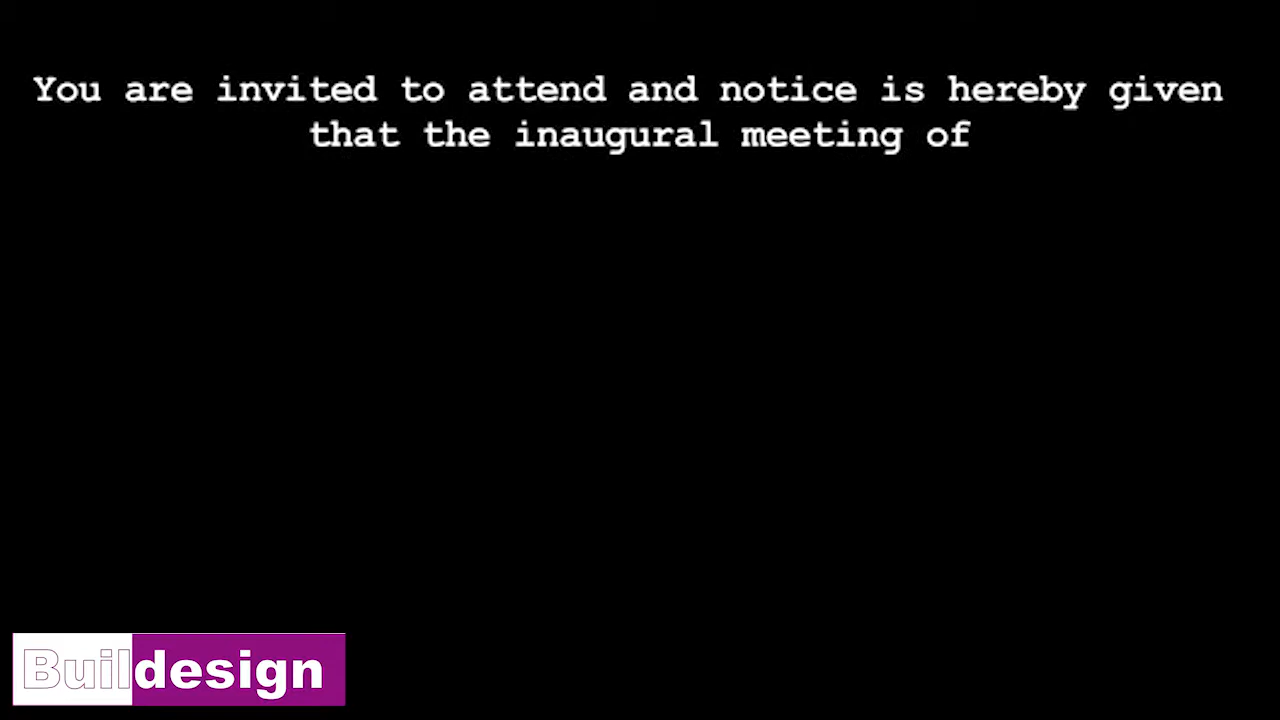 You are invited to attend and notice is hereby given
that the inaugural meeting of
Buildesign